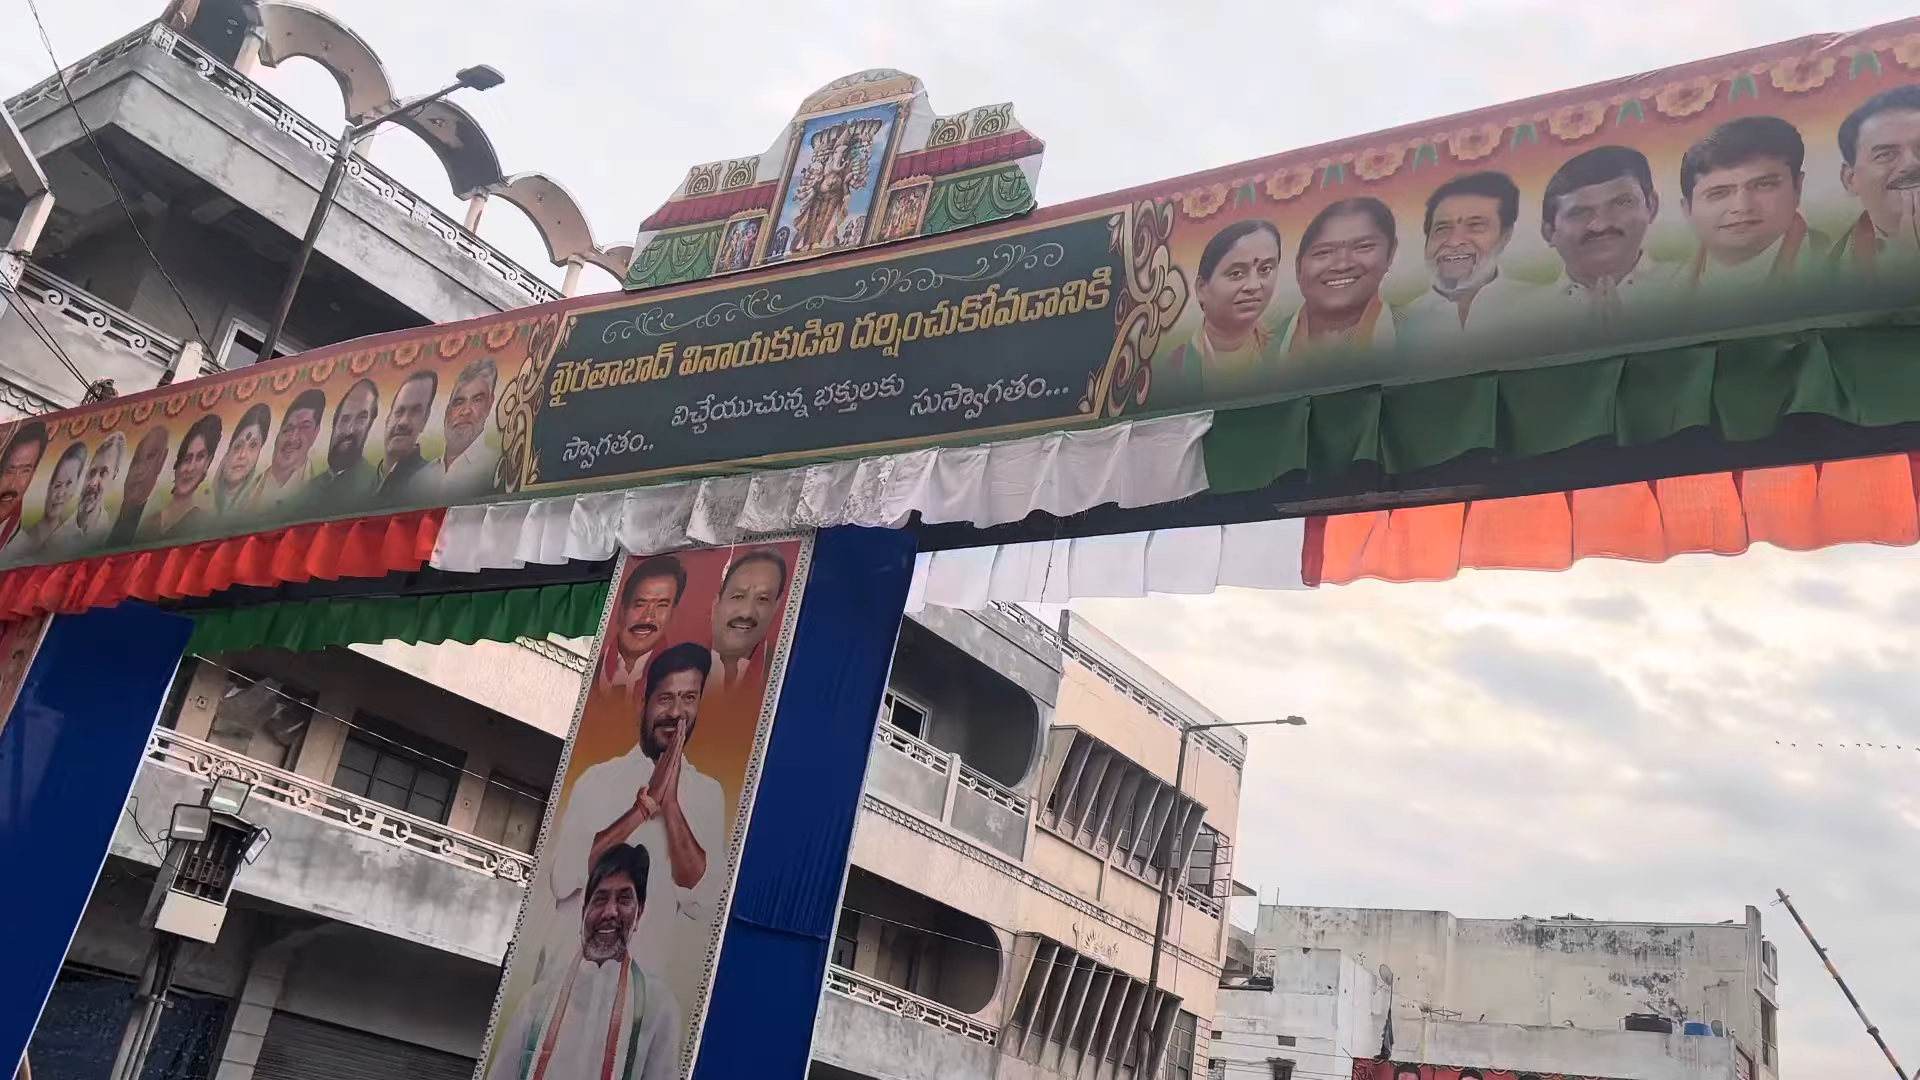 ఖైరతాబాద్ వినాయకుడిని దర్శించుకోవడానికి
విచ్చేయుచున్న భక్తులకు
స్వాగతం.. సుస్వాగతం...